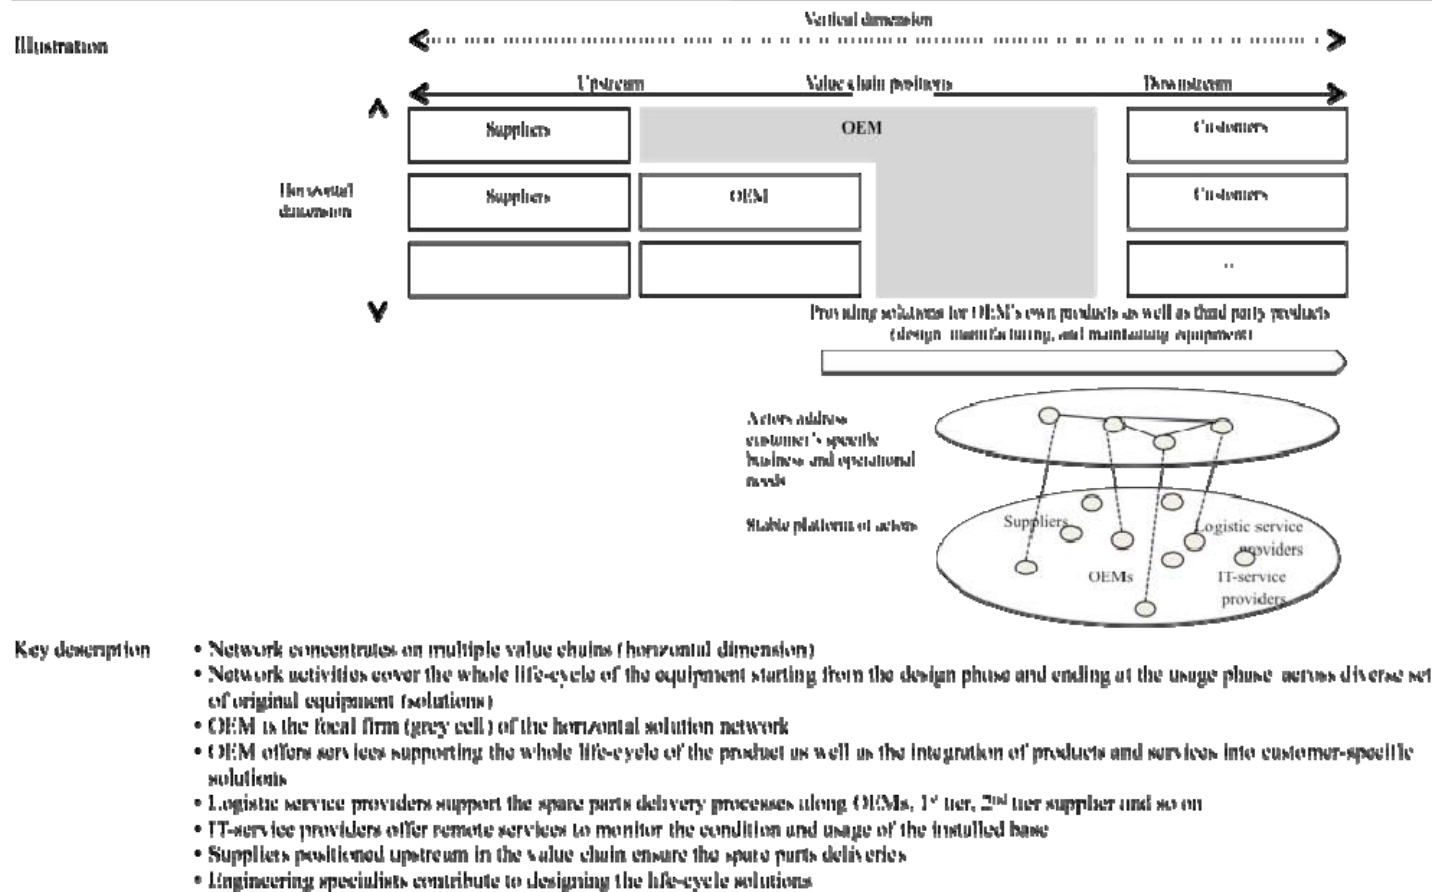 Vertical dimension
Illustration
Upstream Value chain positions Downstream
Suppliers OEM Customers
Horizontal
dimension
Suppliers OEM Customers
..
Providing solutions for OEM's own products as well as third party products
(design, manufacturing, and maintaining equipment)
Actors address
customer's specific
business and operational
needs
Stable platform of actors
Suppliers
Logistic service
providers
OEMs
IT-service
providers
Key description
• Network concentrates on multiple value chains (horizontal dimension)
• Network activities cover the whole life-cycle of the equipment starting from the design phase and ending at the usage phase across diverse set
of original equipment (solutions)
• OEM is the focal firm (grey cell) of the horizontal solution network
• OEM offers services supporting the whole life-cycle of the product as well as the integration of products and services into customer-specific
solutions
• Logistic service providers support the spare parts delivery processes along OEMs, 1st tier, 2nd tier supplier and so on
• IT-service providers offer remote services to monitor the condition and usage of the installed base
• Suppliers positioned upstream in the value chain ensure the spare parts deliveries
• Engineering specialists contribute to designing the life-cycle solutions